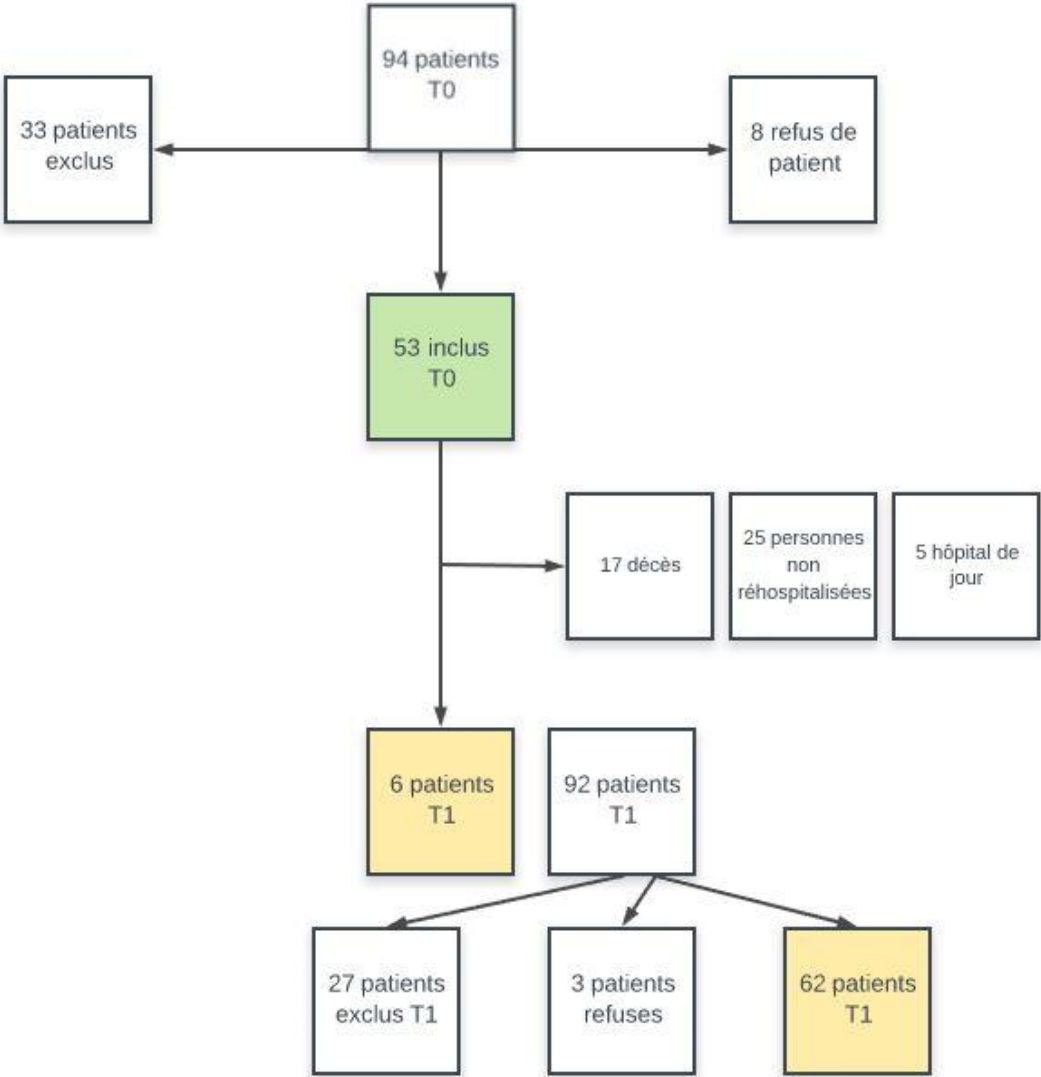 94 patients
T0
33 patients
exclus
8 refus de
patient
53 inclus
T0
17 décès
25 personnes
non
réhospitalisées
5 hôpital de
jour
6 patients
T1
92 patients
T1
27 patients
exclus T1
3 patients
refuses
62 patients
T1